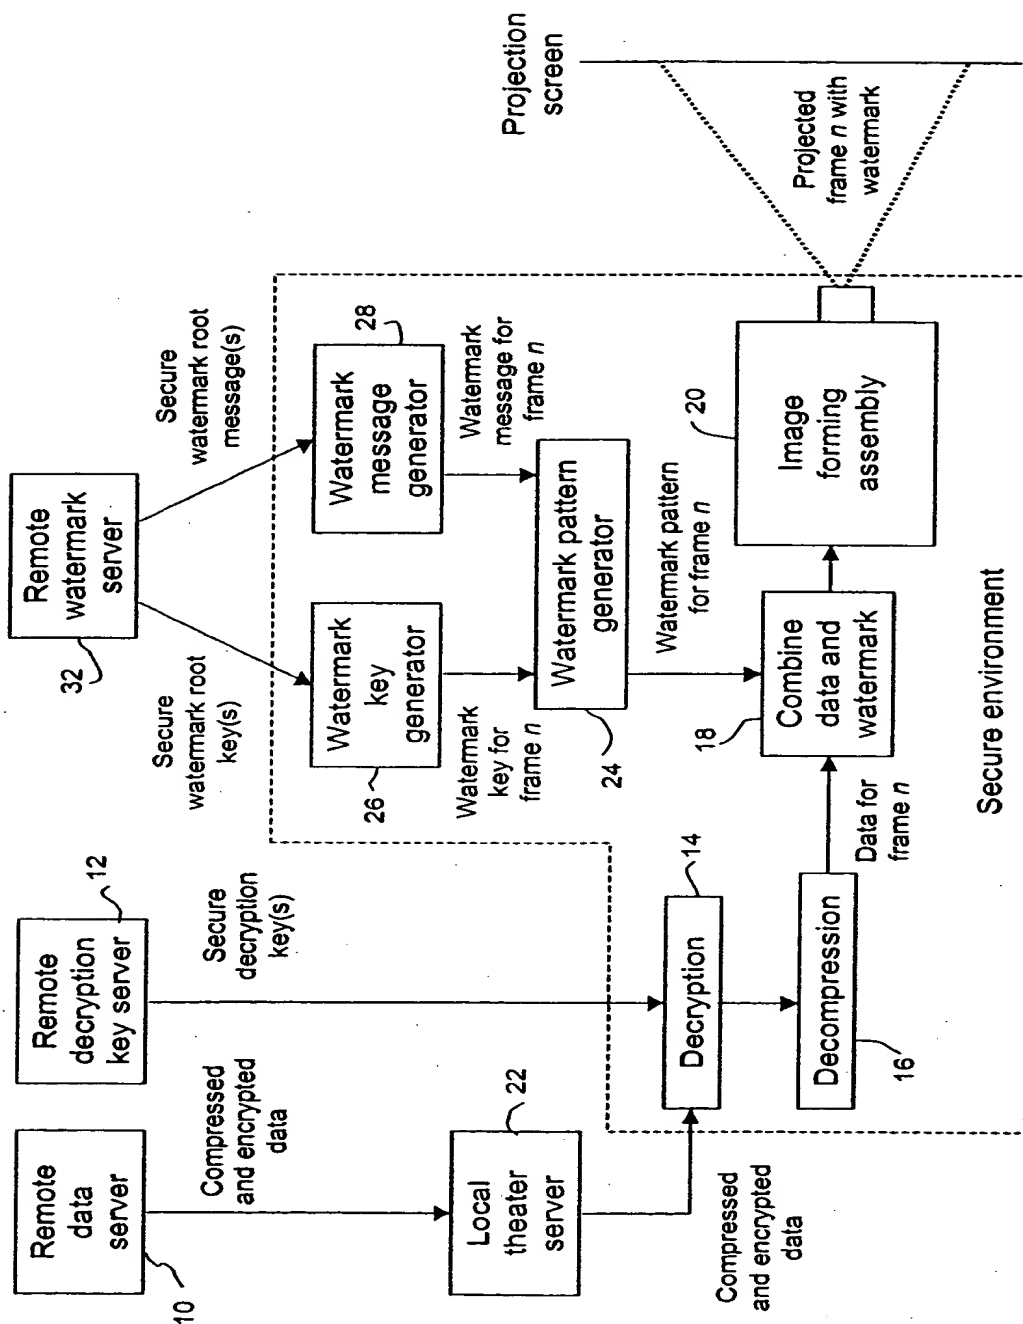 Remote
data
server
10
Compressed
and encrypted
data
Local
theater
server
22
Compressed
and encrypted
data
Remote
decryption
key server
12
Secure
decryption
key(s)
Decryption
14
Decompression
16
Data for
frame n
Remote
watermark
server
32
Secure
watermark root
key(s)
Secure
watermark root
message(s)
Watermark
key
generator
26
Watermark
message
generator
28
Watermark
key for
frame n
Watermark
message for
frame n
Watermark pattern
generator
24
Watermark pattern
for frame n
Combine
data and
watermark
18
Image
forming
assembly
20
Secure environment
Projected
frame n with
watermark
Projection
screen